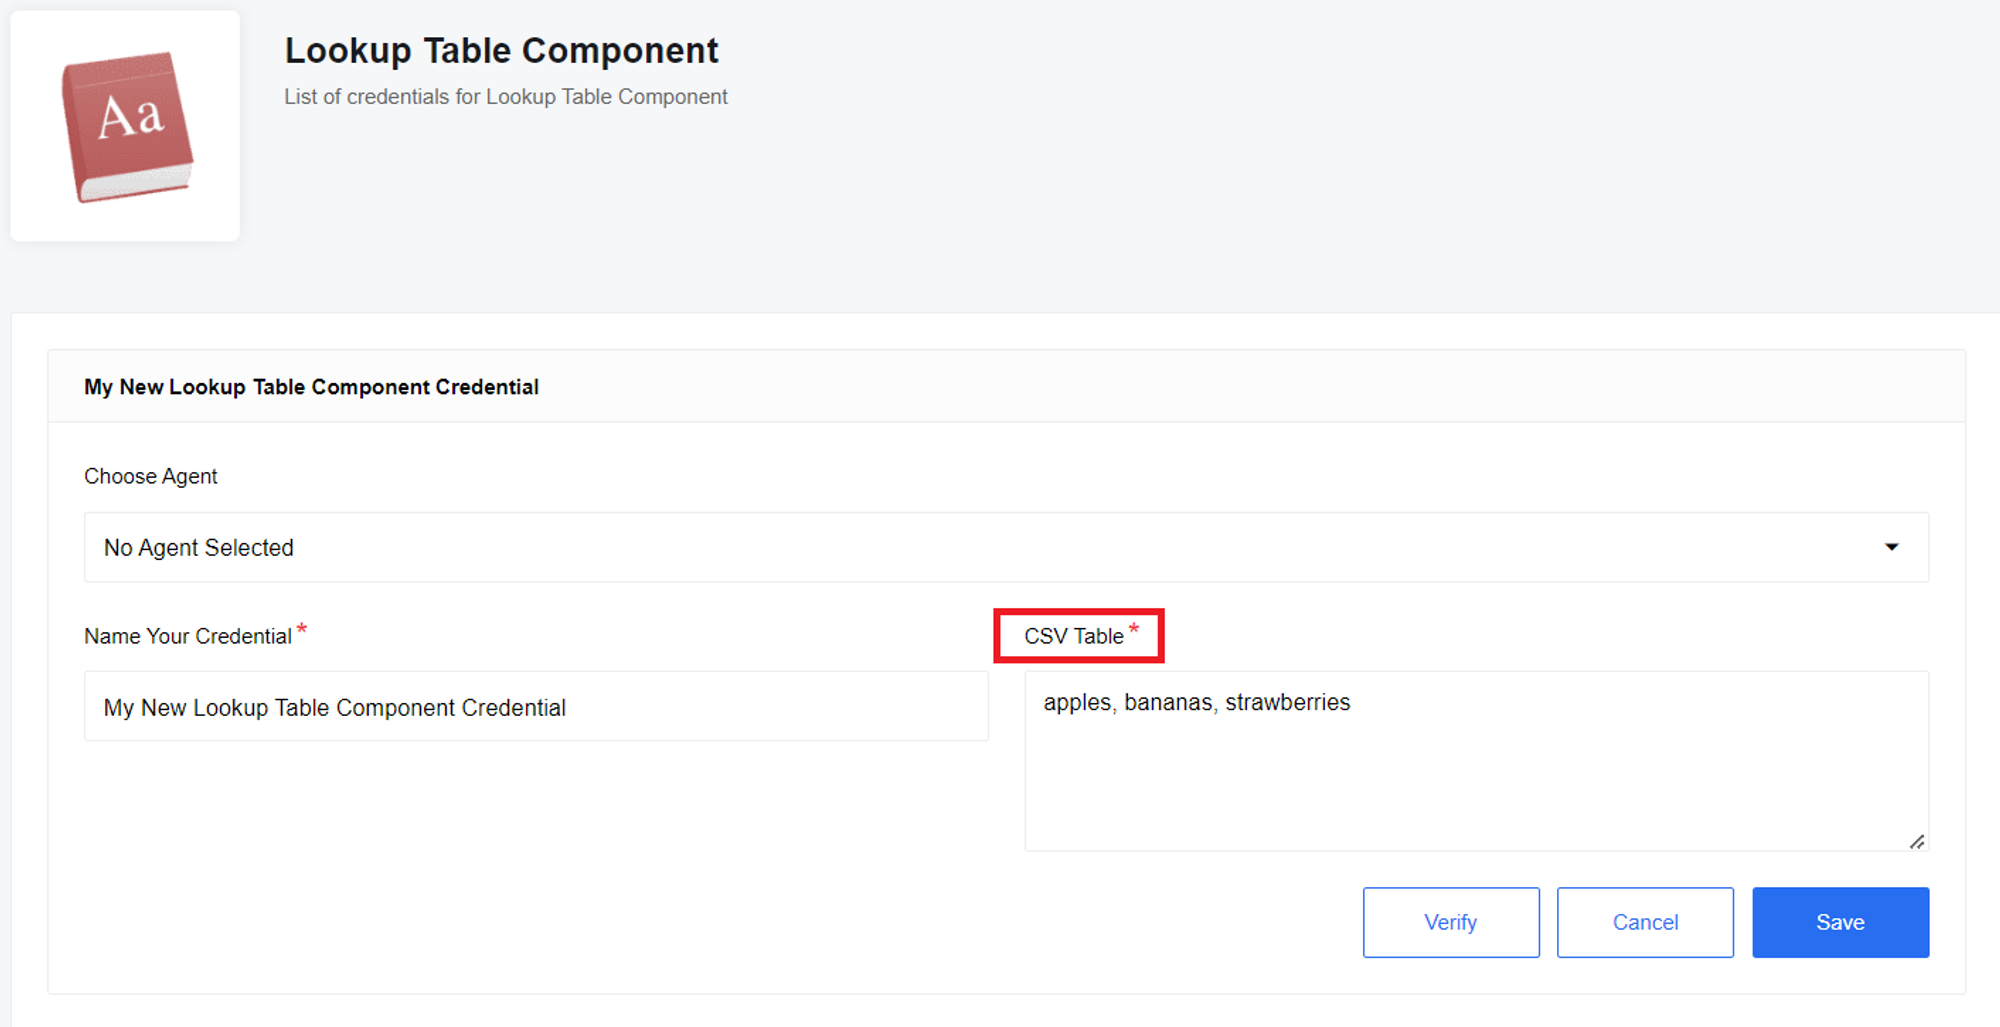 Aa
Lookup Table Component
List of credentials for Lookup Table Component
My New Lookup Table Component Credential
Choose Agent
No Agent Selected
Name Your Credential *
CSV Table *
My New Lookup Table Component Credential
apples, bananas, strawberries
Verify
Cancel
Save